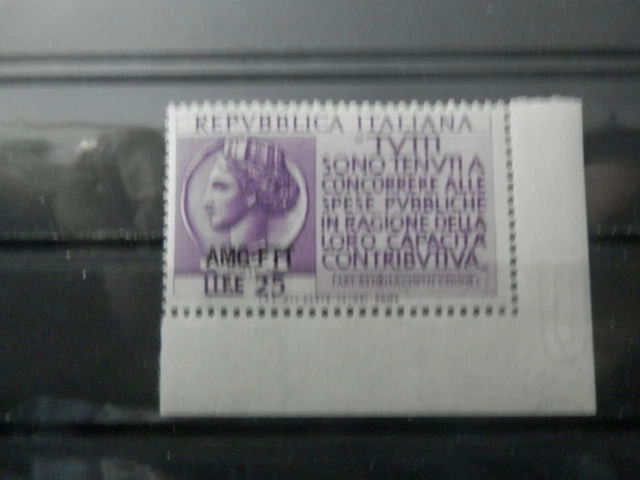 REPVBBLICA ITALIANA
"TVTTI
SONO TENVTI A
CONCORRERE ALLE
SPESE PVBBLICHE
IN RAGIONE DELLA
LORO CAPACITÀ
CONTRIBVTIVA"
AMG-FTT
LIRE 25